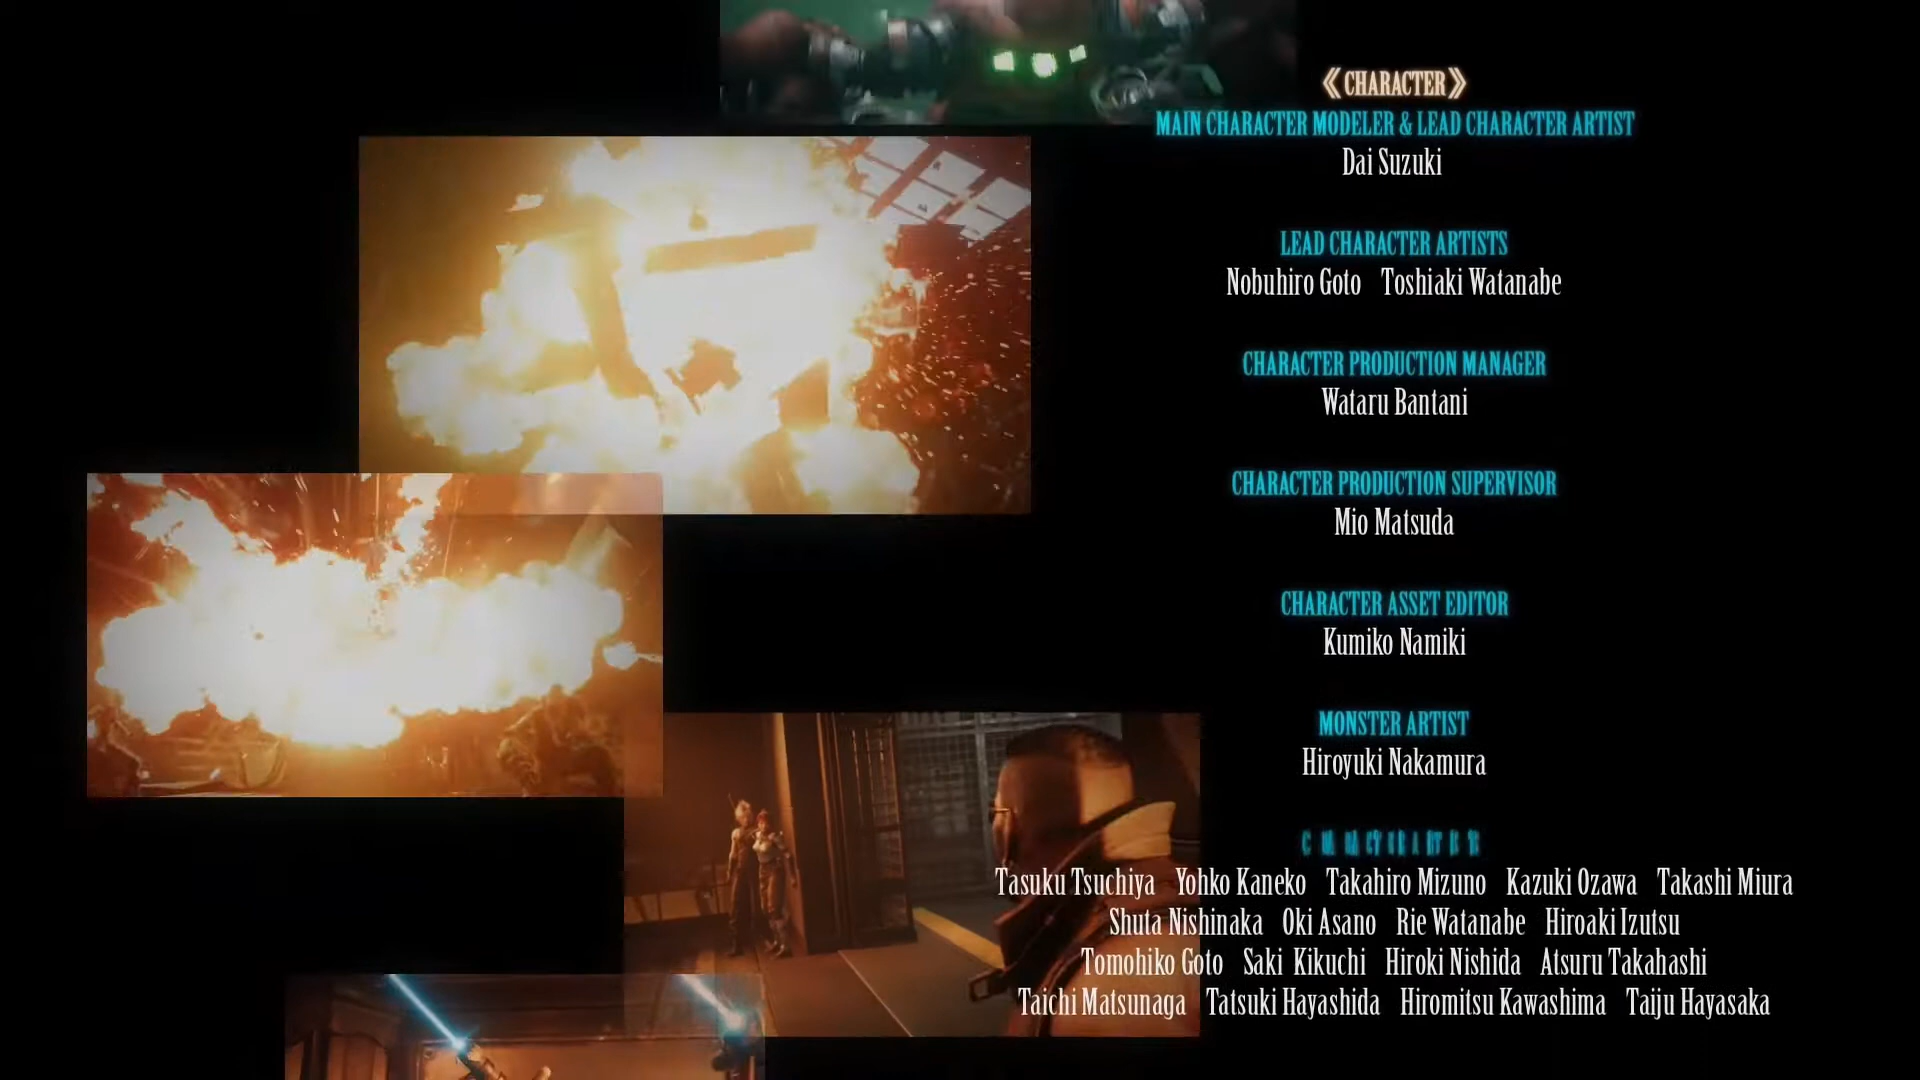 《CHARACTER》
MAIN CHARACTER MODELER & LEAD CHARACTER ARTIST
Dai Suzuki
LEAD CHARACTER ARTISTS
Nobuhiro Goto Toshiaki Watanabe
CHARACTER PRODUCTION MANAGER
Wataru Bantani
CHARACTER PRODUCTION SUPERVISOR
Mio Matsuda
CHARACTER ASSET EDITOR
Kumiko Namiki
MONSTER ARTIST
Hiroyuki Nakamura
Tasuku Tsuchiya Yohko Kaneko Takahiro Mizuno Kazuki Ozawa Takashi Miura
Shuta Nishinaka Oki Asano Rie Watanabe Hiroaki Izutsu
Tomohiko Goto Saki Kikuchi Hiroki Nishida Atsuru Takahashi
Taichi Matsunaga Tatsuki Hayashida Hiromitsu Kawashima Taiju Hayasaka